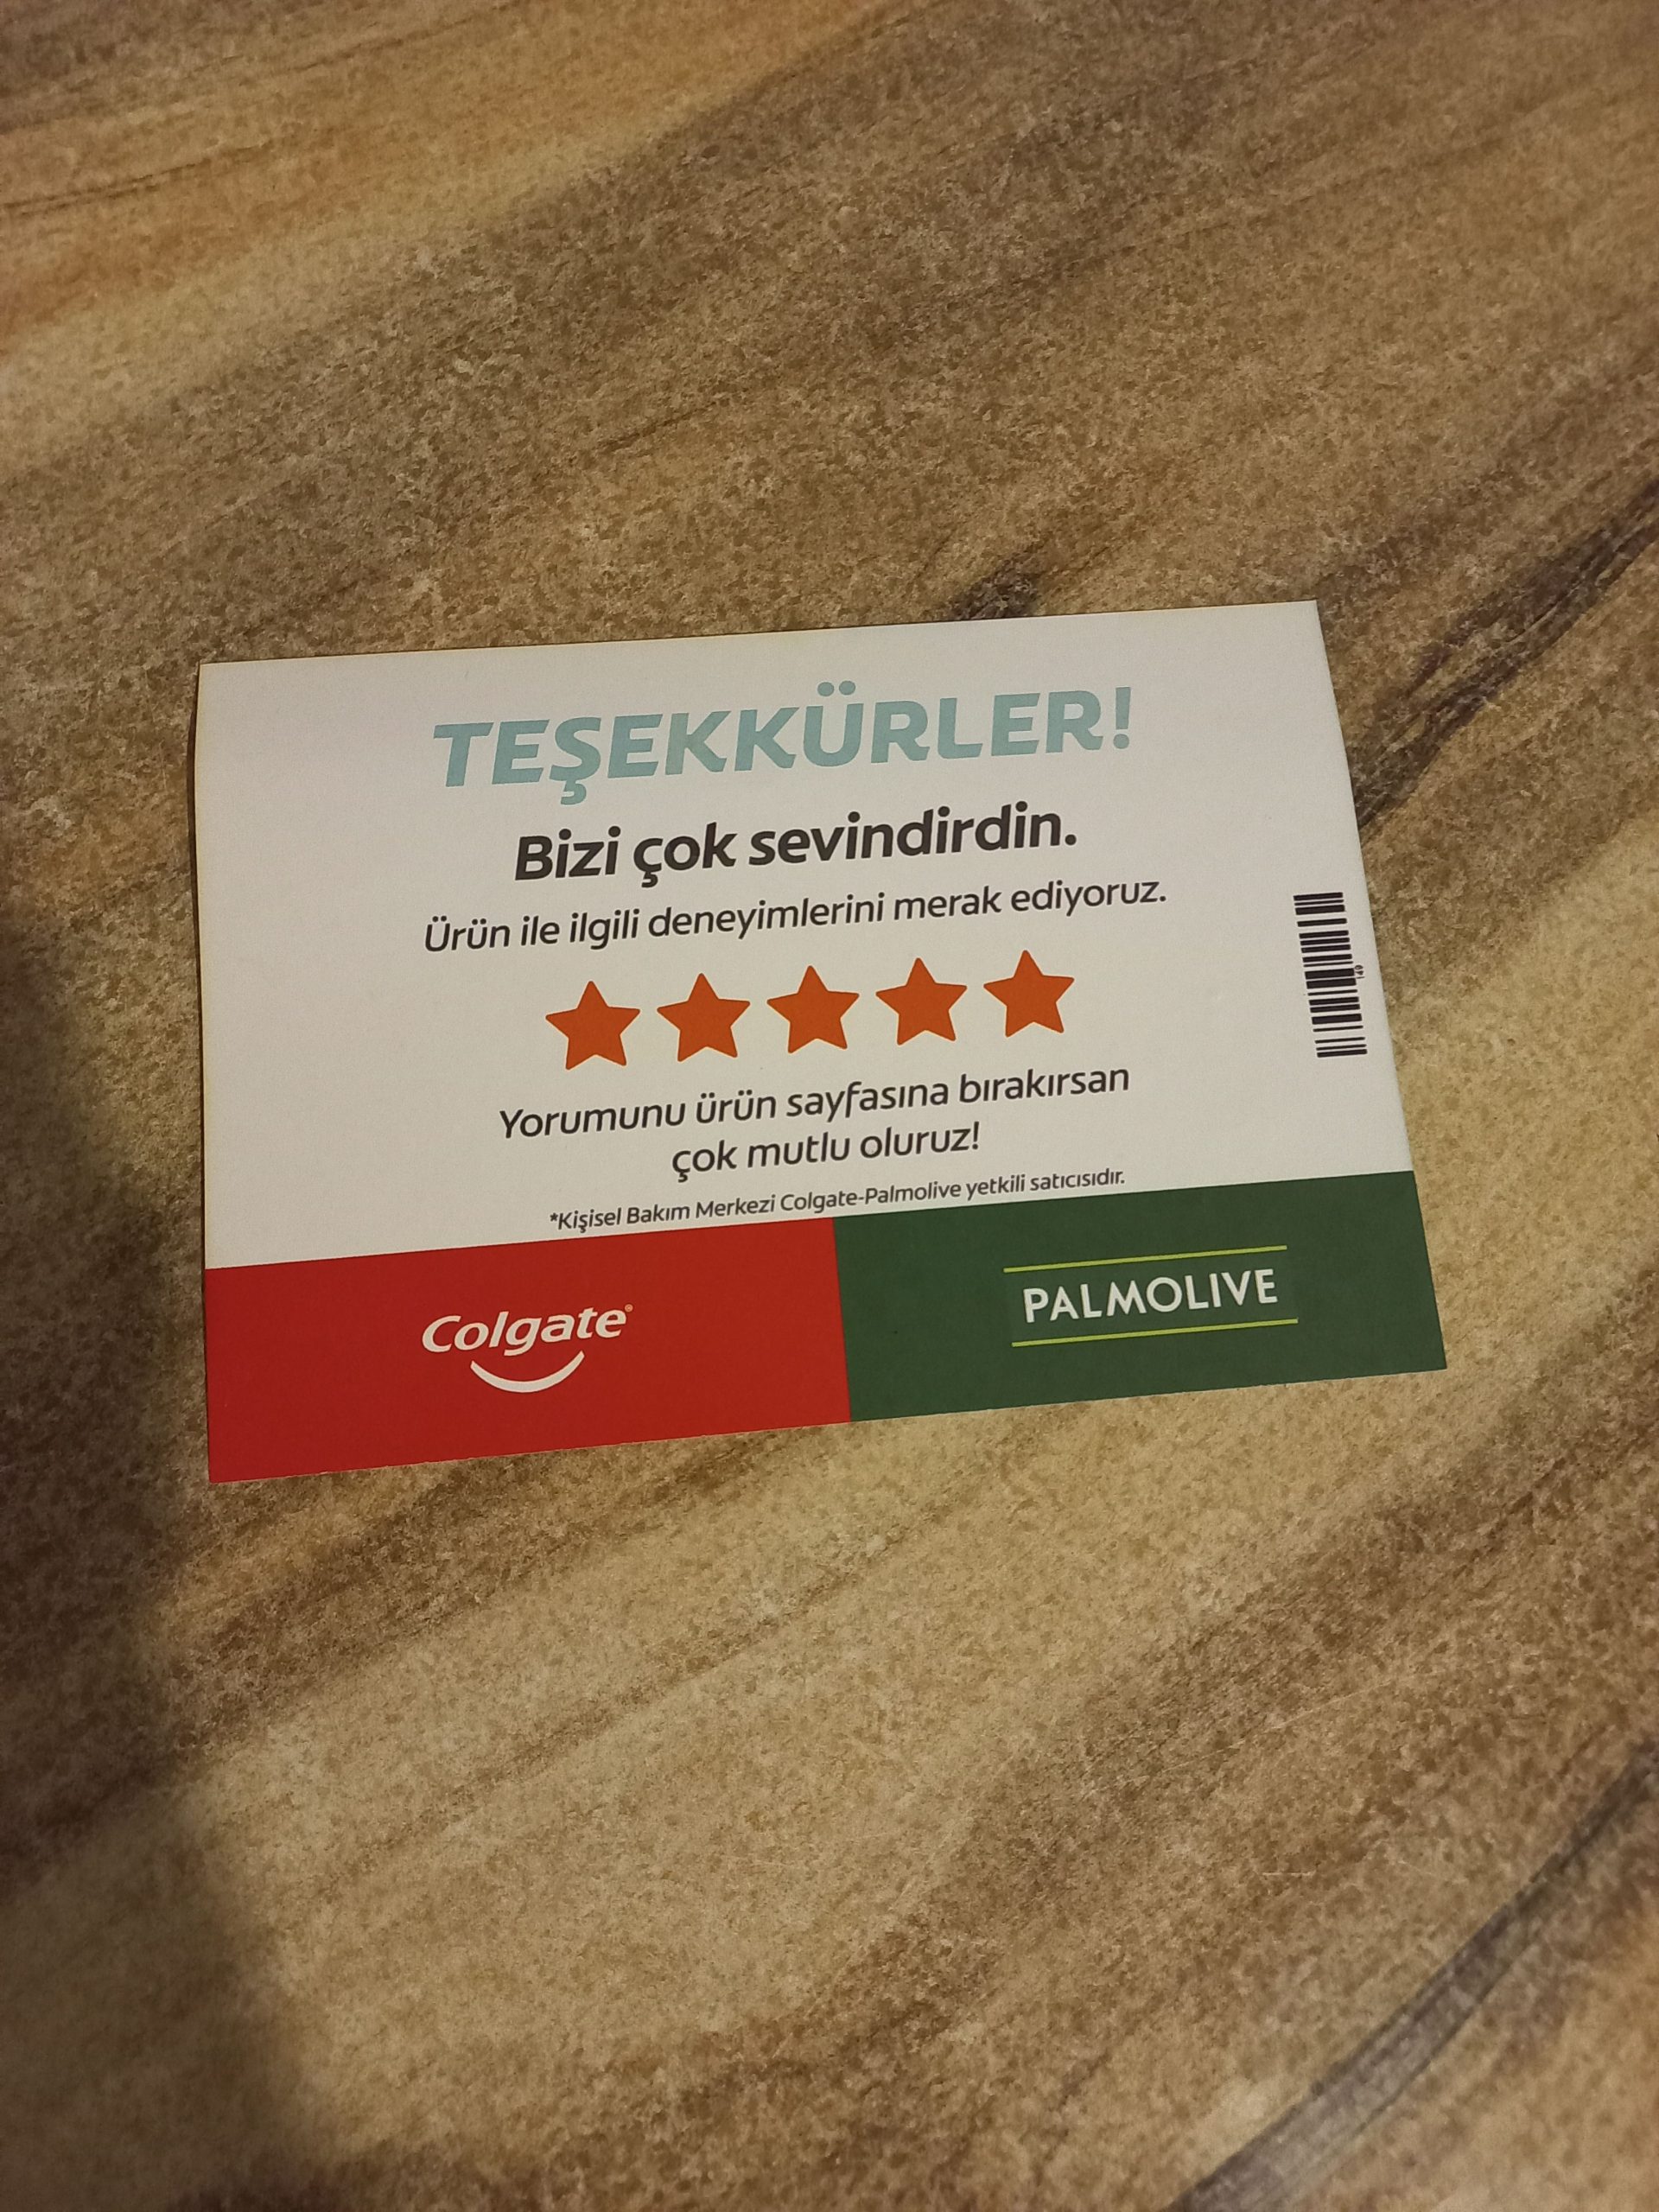 TEŞEKKÜRLER!
Bizi çok sevindirdin.
Ürün ile ilgili deneyimlerini merak ediyoruz.
Yorumunu ürün sayfasına bırakırsan
çok mutlu oluruz!
*Kişisel Bakım Merkezi Colgate-Palmolive yetkili satıcısıdır.
Colgate®
PALMOLIVE
149